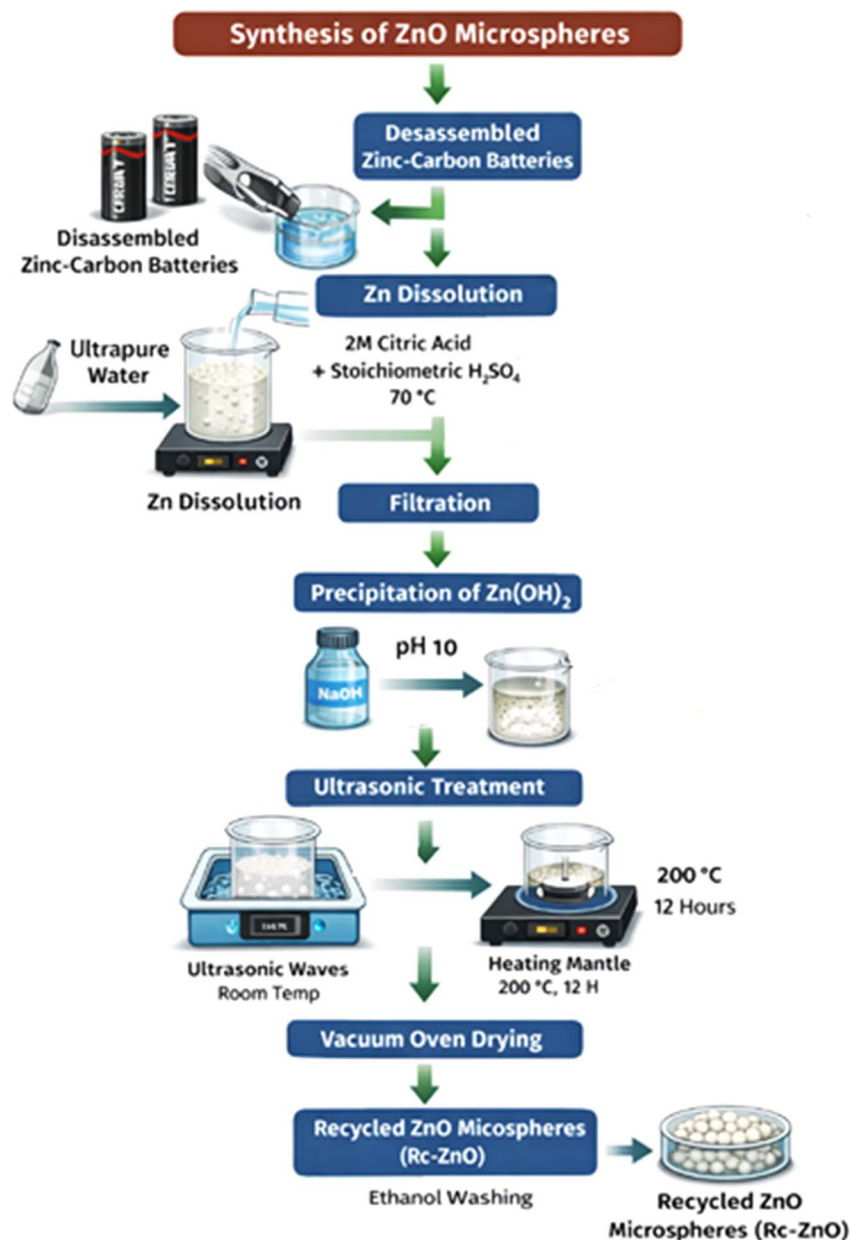 Synthesis of ZnO Microspheres
Desassembled
Zinc-Carbon Batteries
Disassembled
Zinc-Carbon Batteries
Zn Dissolution
Ultrapure
Water
2M Citric Acid
+ Stoichiometric H₂SO₄
70 °C
Zn Dissolution
Filtration
Precipitation of Zn(OH)₂
NaOH
pH 10
Ultrasonic Treatment
200 °C
12 Hours
Ultrasonic Waves
Room Temp
Heating Mantle
200 °C, 12 H
Vacuum Oven Drying
Recycled ZnO Micospheres
(Rc-ZnO)
Ethanol Washing
Recycled ZnO
Microspheres (Rc-ZnO)